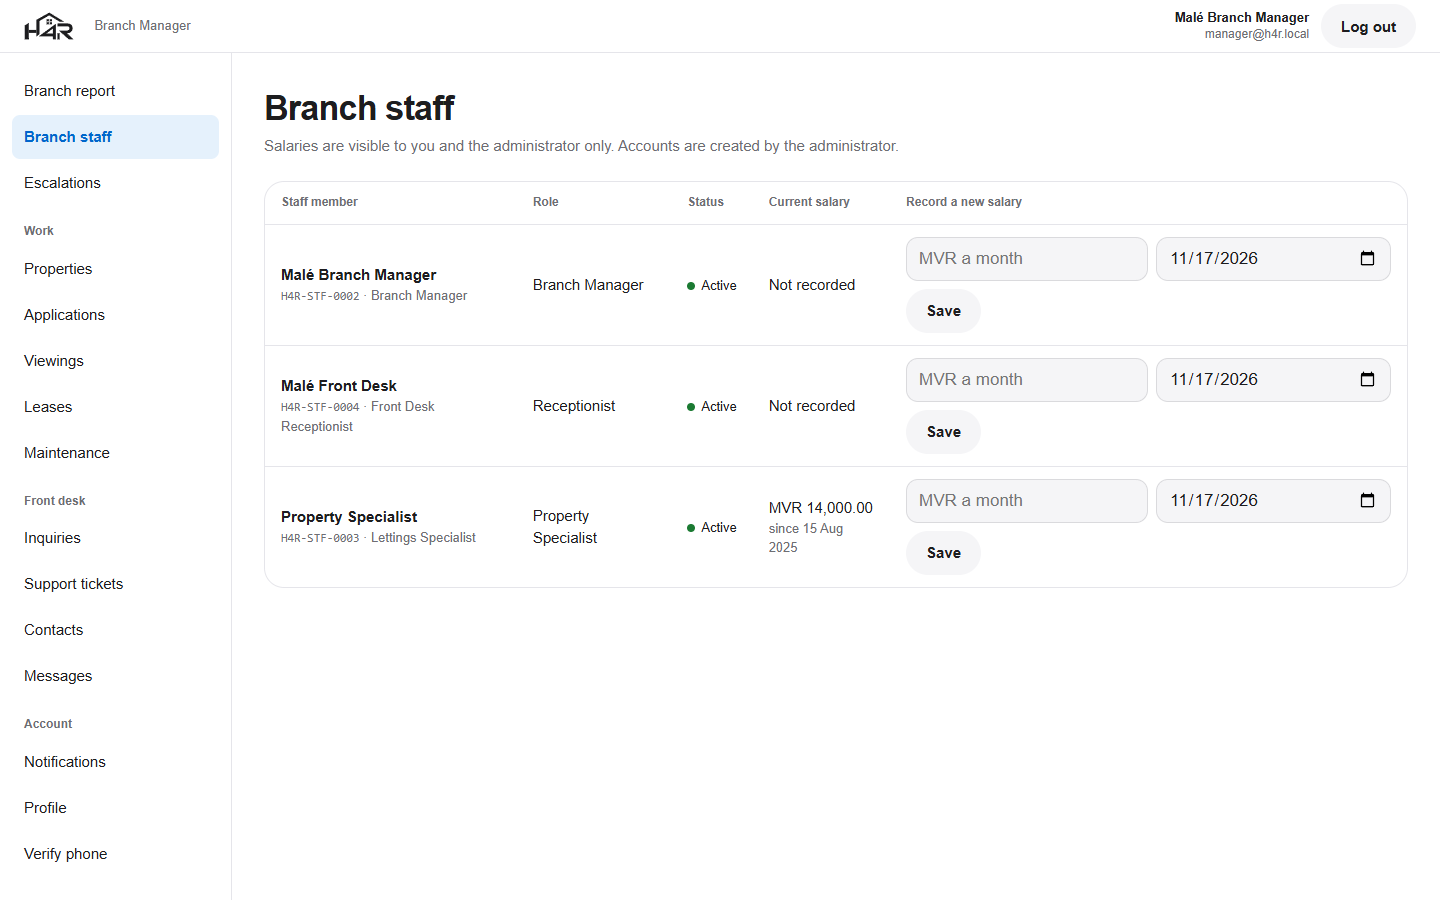 H4R
Branch Manager
Malé Branch Manager
manager@h4r.local
Log out
Branch report
Branch staff
Escalations
Work
Properties
Applications
Viewings
Leases
Maintenance
Front desk
Inquiries
Support tickets
Contacts
Messages
Account
Notifications
Profile
Verify phone
Branch staff
Salaries are visible to you and the administrator only. Accounts are created by the administrator.
Staff member Role Status Current salary Record a new salary
Malé Branch Manager
H4R-STF-0002 · Branch Manager
Branch Manager
Active
Not recorded
MVR a month
11/17/2026
Save
Malé Front Desk
H4R-STF-0004 · Front Desk
Receptionist
Receptionist
Active
Not recorded
MVR a month
11/17/2026
Save
Property Specialist
H4R-STF-0003 · Lettings Specialist
Property
Specialist
Active
MVR 14,000.00
since 15 Aug
2025
MVR a month
11/17/2026
Save